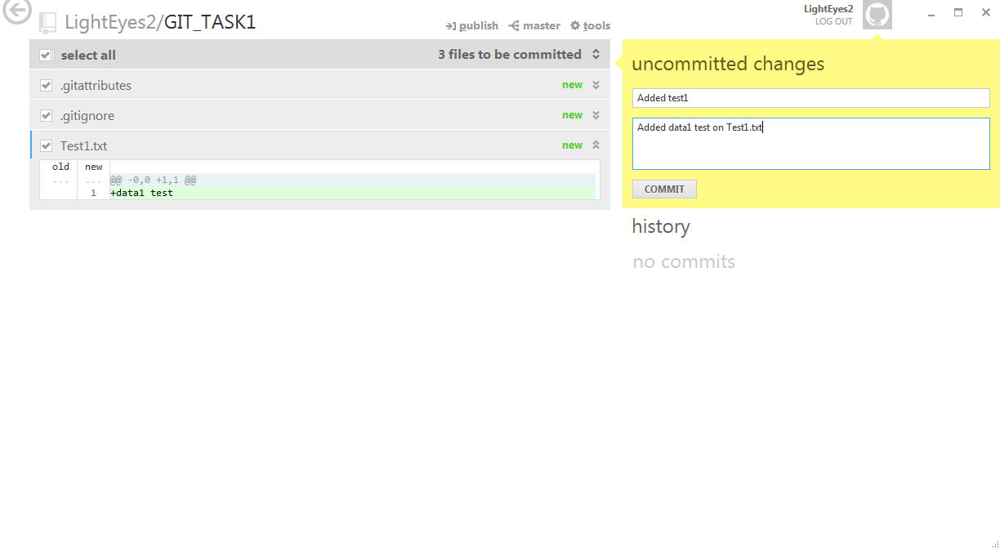 LightEyes2/GIT_TASK1
publish master tools
LightEyes2
LOG OUT
select all 3 files to be committed
.gitattributes new
.gitignore new
Test1.txt new
old new
... ... @@ -0,0 +1,1 @@
1 +data1 test
uncommitted changes
Added test1
Added data1 test on Test1.txt
COMMIT
history
no commits